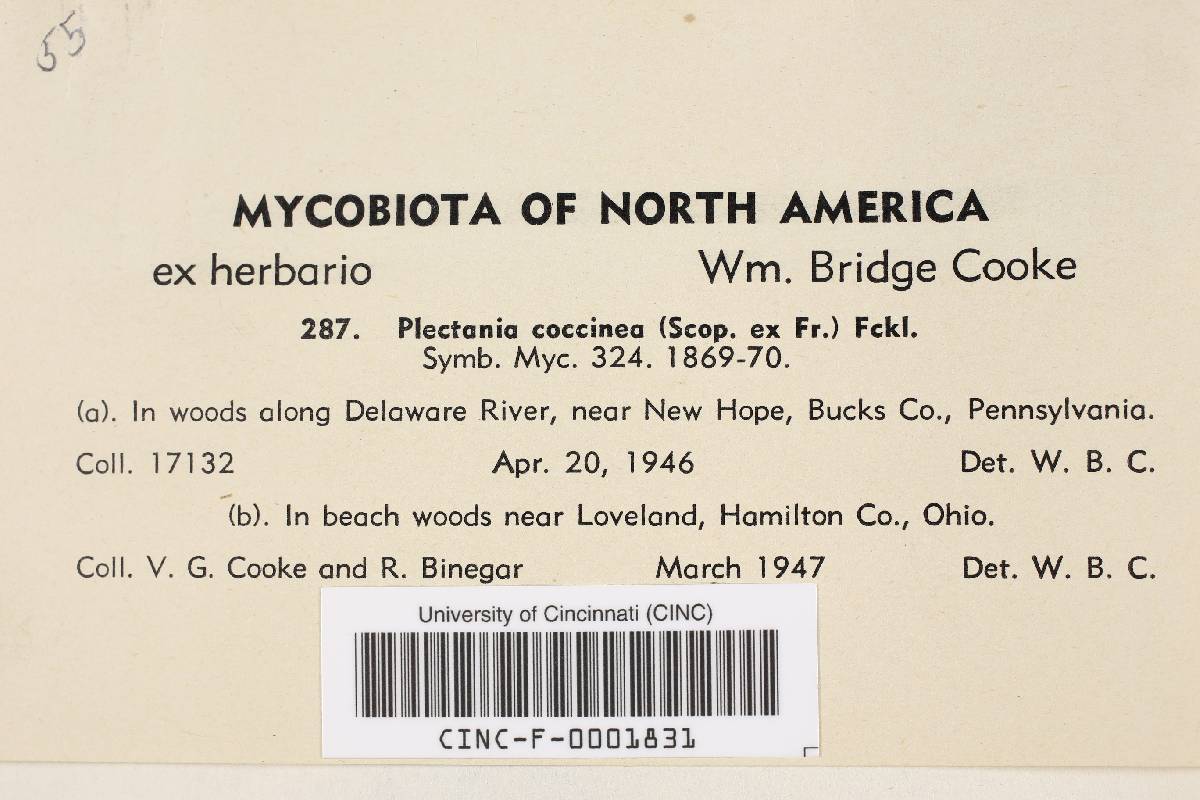 55
MYCOBIOTA OF NORTH AMERICA
ex herbario Wm. Bridge Cooke
287. Plectania coccinea (Scop. ex Fr.) Fckl.
Symb. Myc. 324. 1869-70.
(a). In woods along Delaware River, near New Hope, Bucks Co., Pennsylvania.
Coll. 17132 Apr. 20, 1946 Det. W. B. C.
(b). In beach woods near Loveland, Hamilton Co., Ohio.
Coll. V. G. Cooke and R. Binegar March 1947 Det. W. B. C.
University of Cincinnati (CINC)
CINC-F-0001831